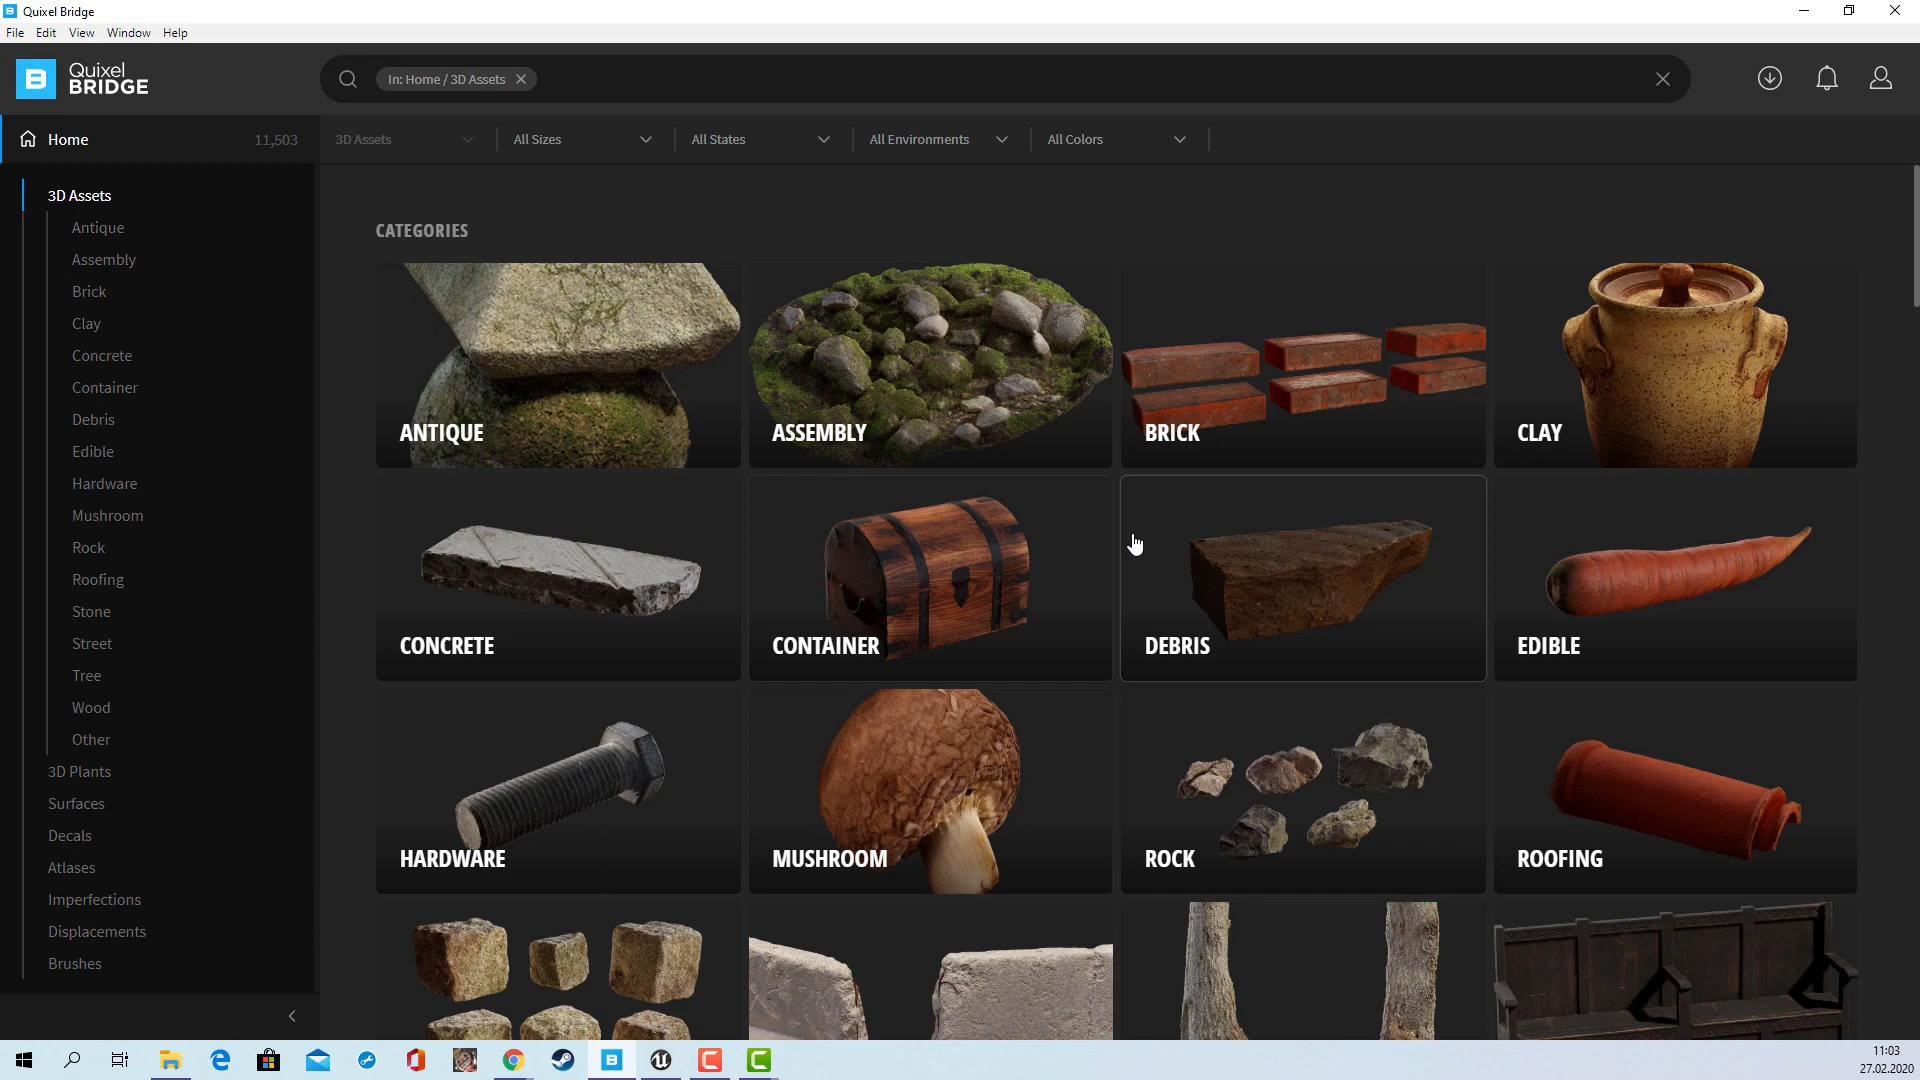 Quixel Bridge
File Edit View Window Help
Quixel
BRIDGE
In: Home / 3D Assets
Home 11,503
3D Assets All Sizes All States All Environments All Colors
3D Assets
Antique
Assembly
Brick
Clay
Concrete
Container
Debris
Edible
Hardware
Mushroom
Rock
Roofing
Stone
Street
Tree
Wood
Other
3D Plants
Surfaces
Decals
Atlases
Imperfections
Displacements
Brushes
CATEGORIES
ANTIQUE
ASSEMBLY
BRICK
CLAY
CONCRETE
CONTAINER
DEBRIS
EDIBLE
HARDWARE
MUSHROOM
ROCK
ROOFING
11:03
27.02.2020